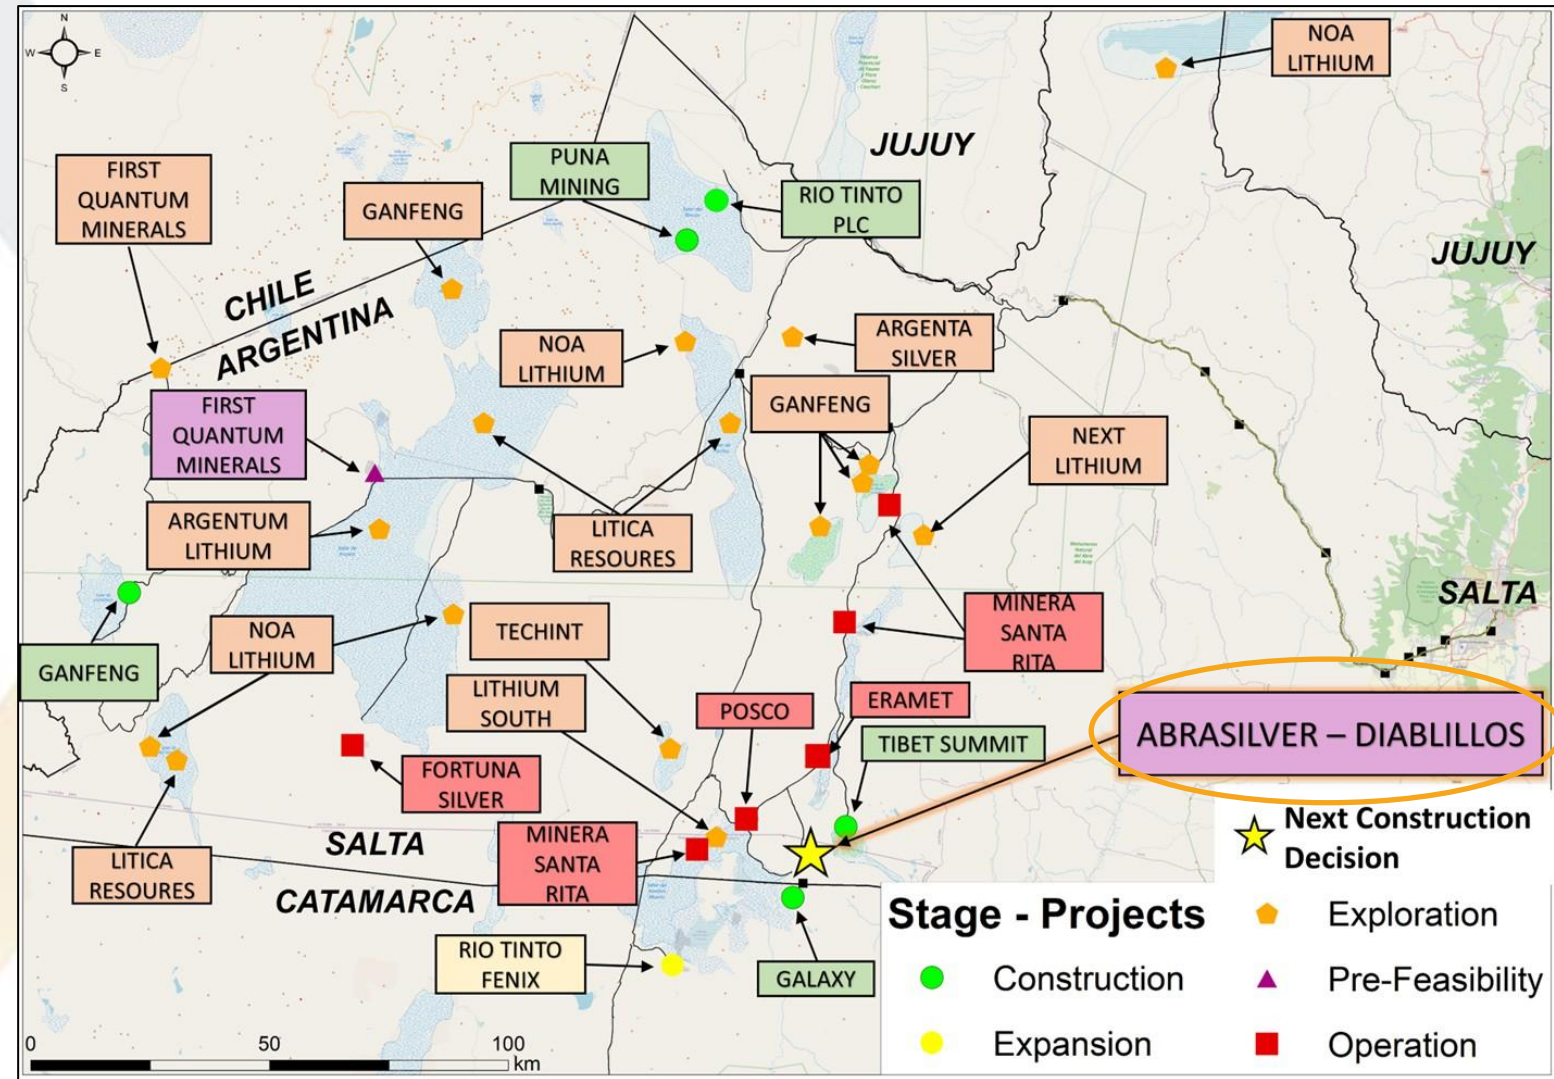 N
W
E
S
NOA
LITHIUM
JUJUY
PUNA
MINING
FIRST
QUANTUM
MINERALS
GANFENG
RIO TINTO
PLC
JUJUY
CHILE
ARGENTINA
NOA
LITHIUM
ARGENTA
SILVER
FIRST
QUANTUM
MINERALS
GANFENG
NEXT
LITHIUM
ARGENTUM
LITHIUM
LITICA
RESOURES
SALTA
MINERA
SANTA
RITA
NOA
LITHIUM
TECHINT
GANFENG
LITHIUM
SOUTH
POSCO
ERAMET
TIBET SUMMIT
ABRASILVER – DIABLILLOS
FORTUNA
SILVER
SALTA
MINERA
SANTA
RITA
LITICA
RESOURES
CATAMARCA
RIO TINTO
FENIX
GALAXY
Next Construction
Decision
Stage - Projects
Exploration
Construction
Pre-Feasibility
Expansion
Operation
0
50
100
km